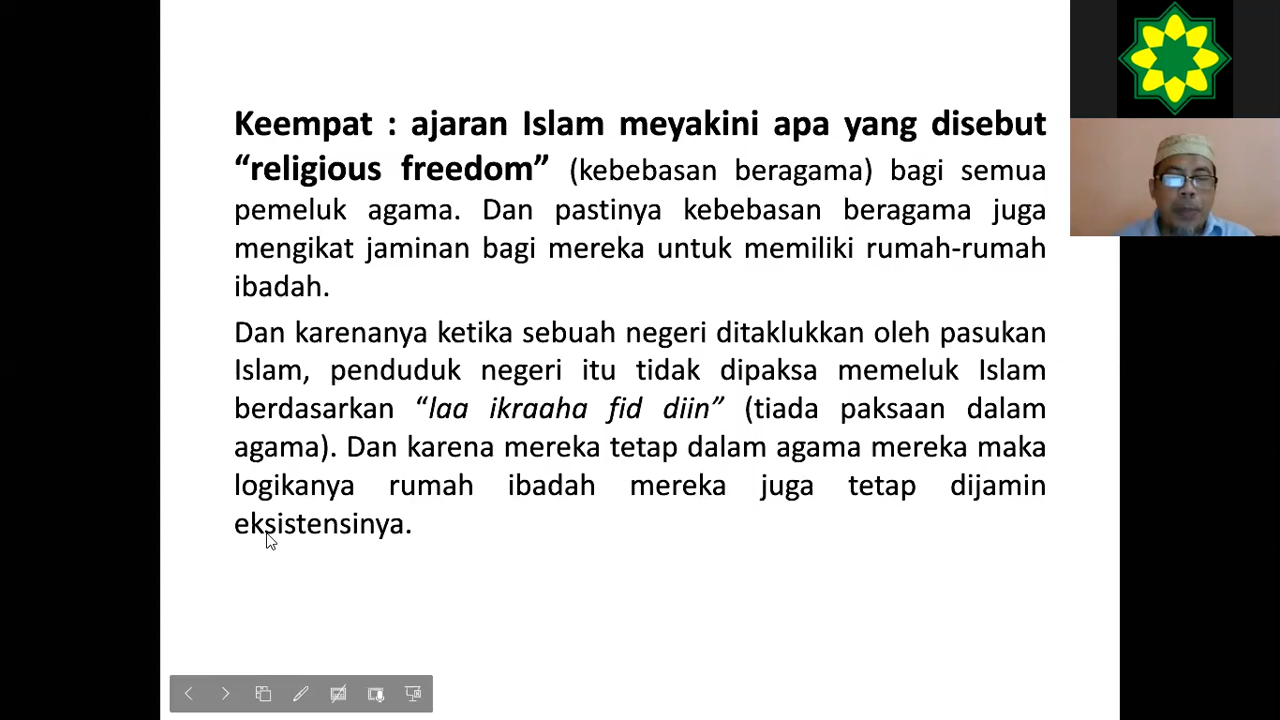 Keempat : ajaran Islam meyakini apa yang disebut
“religious freedom” (kebebasan beragama) bagi semua
pemeluk agama. Dan pastinya kebebasan beragama juga
mengikat jaminan bagi mereka untuk memiliki rumah-rumah
ibadah.
Dan karenanya ketika sebuah negeri ditaklukkan oleh pasukan
Islam, penduduk negeri itu tidak dipaksa memeluk Islam
berdasarkan “laa ikraaha fid diin” (tiada paksaan dalam
agama). Dan karena mereka tetap dalam agama mereka maka
logikanya rumah ibadah mereka juga tetap dijamin
eksistensinya.